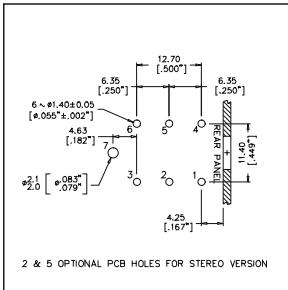 12.70
[.500"]
6.35
[.250"]
6.35
[.250"]
6 ~ ø1.40±0.05
[ø.055"±.002"]
6 5 4
4.63
[.182"]
7
ø2.1
2.0
[ø.083"
.079"]
3 2 1
REAR PANEL
11.40
[.449"]
4.25
[.167"]
2 & 5 OPTIONAL PCB HOLES FOR STEREO VERSION